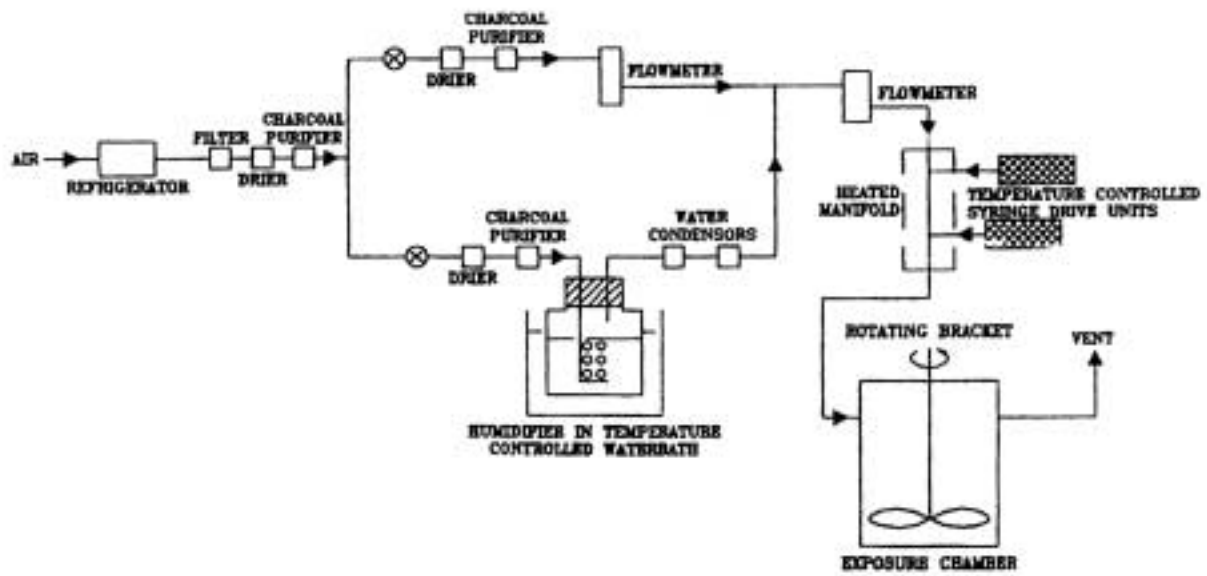 CHARCOAL
PURIFIER
DRIER
FLOWMETER
FLOWMETER
CHARCOAL
PURIFIER
FILTER
AIR
REFRIGERATOR
DRIER
HEATED
MANIFOLD
TEMPERATURE CONTROLLED
SYRINGE DRIVE UNITS
CHARCOAL
PURIFIER
WATER
CONDENSORS
DRIER
HUMIDIFIER IN TEMPERATURE
CONTROLLED WATERBATH
ROTATING BRACKET
VENT
EXPOSURE CHAMBER